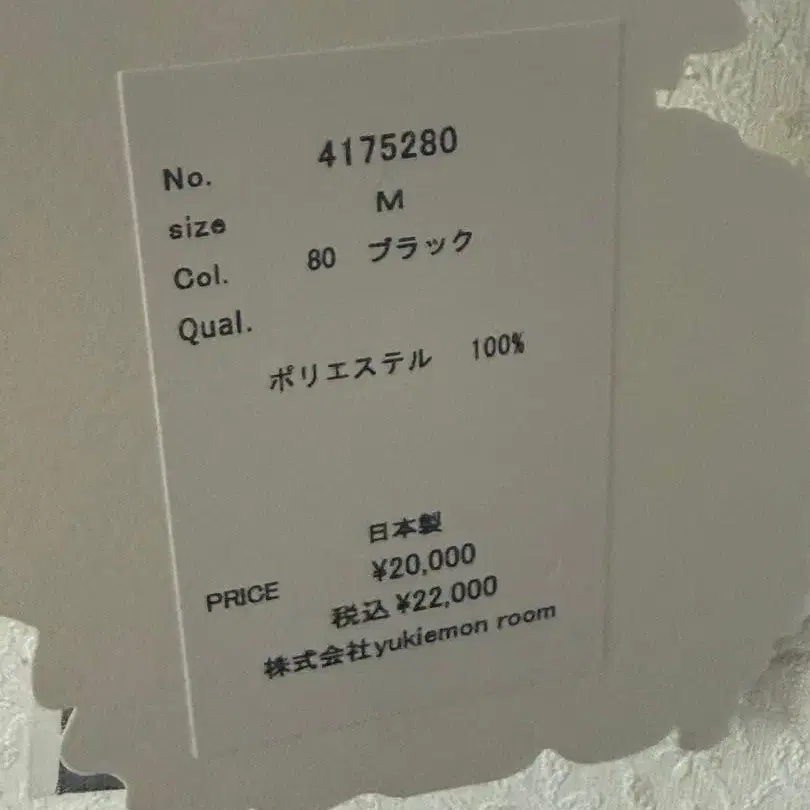 No. 4175280
size M
Col. 80 ブラック
Qual.
ポリエステル 100%
日本製
PRICE ¥20,000
税込 ¥22,000
株式会社yukiemon room